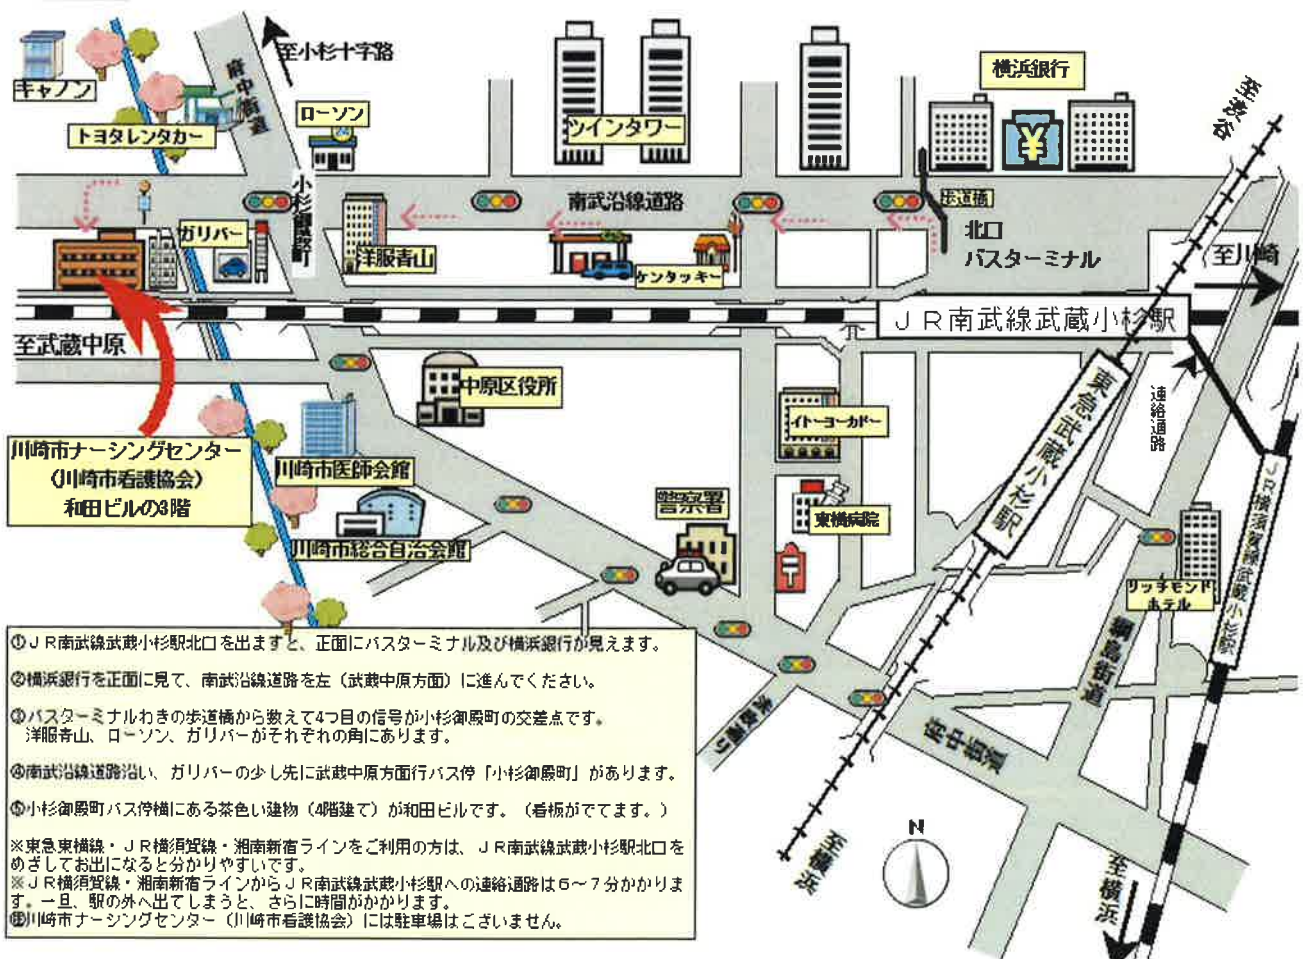 至小杉十字路
キャノン
府中街道
トヨタレンタカー
ローソン
24
ツインタワー
横浜銀行
¥
至渋谷
小杉御殿町
南武沿線道路
歩道橋
ガリバー
洋服青山
ケンタッキー
北口
バスターミナル
至川崎
JR南武線武蔵小杉駅
至武蔵中原
中原区役所
イトーヨーカドー
東急武蔵小杉駅
連絡通路
川崎市ナーシングセンター
(川崎市看護協会)
和田ビルの3階
川崎市医師会館
警察署
東横病院
川崎市総合自治会館
JR横須賀線武蔵小杉駅
リッチモンド
ホテル
綱島街道
府中街道
至横浜
至横浜
N
①JR南武線武蔵小杉駅北口を出ますと、正面にバスターミナル及び横浜銀行が見えます。
②横浜銀行を正面に見て、南武沿線道路を左(武蔵中原方面)に進んでください。
③バスターミナルわきの歩道橋から数えて4つ目の信号が小杉御殿町の交差点です。
洋服青山、ローソン、ガリバーがそれぞれの角にあります。
④南武沿線道路沿い、ガリバーの少し先に武蔵中原方面行バス停「小杉御殿町」があります。
⑤小杉御殿町バス停横にある茶色い建物(4階建て)が和田ビルです。(看板がでてます。)
※東急東横線・JR横須賀線・湘南新宿ラインをご利用の方は、JR南武線武蔵小杉駅北口を
めざしてお出になると分かりやすいです。
※JR横須賀線・湘南新宿ラインからJR南武線武蔵小杉駅への連絡通路は6~7分かかりま
す。一旦、駅の外へ出てしまうと、さらに時間がかかります。
川崎市ナーシングセンター(川崎市看護協会)には駐車場はございません。